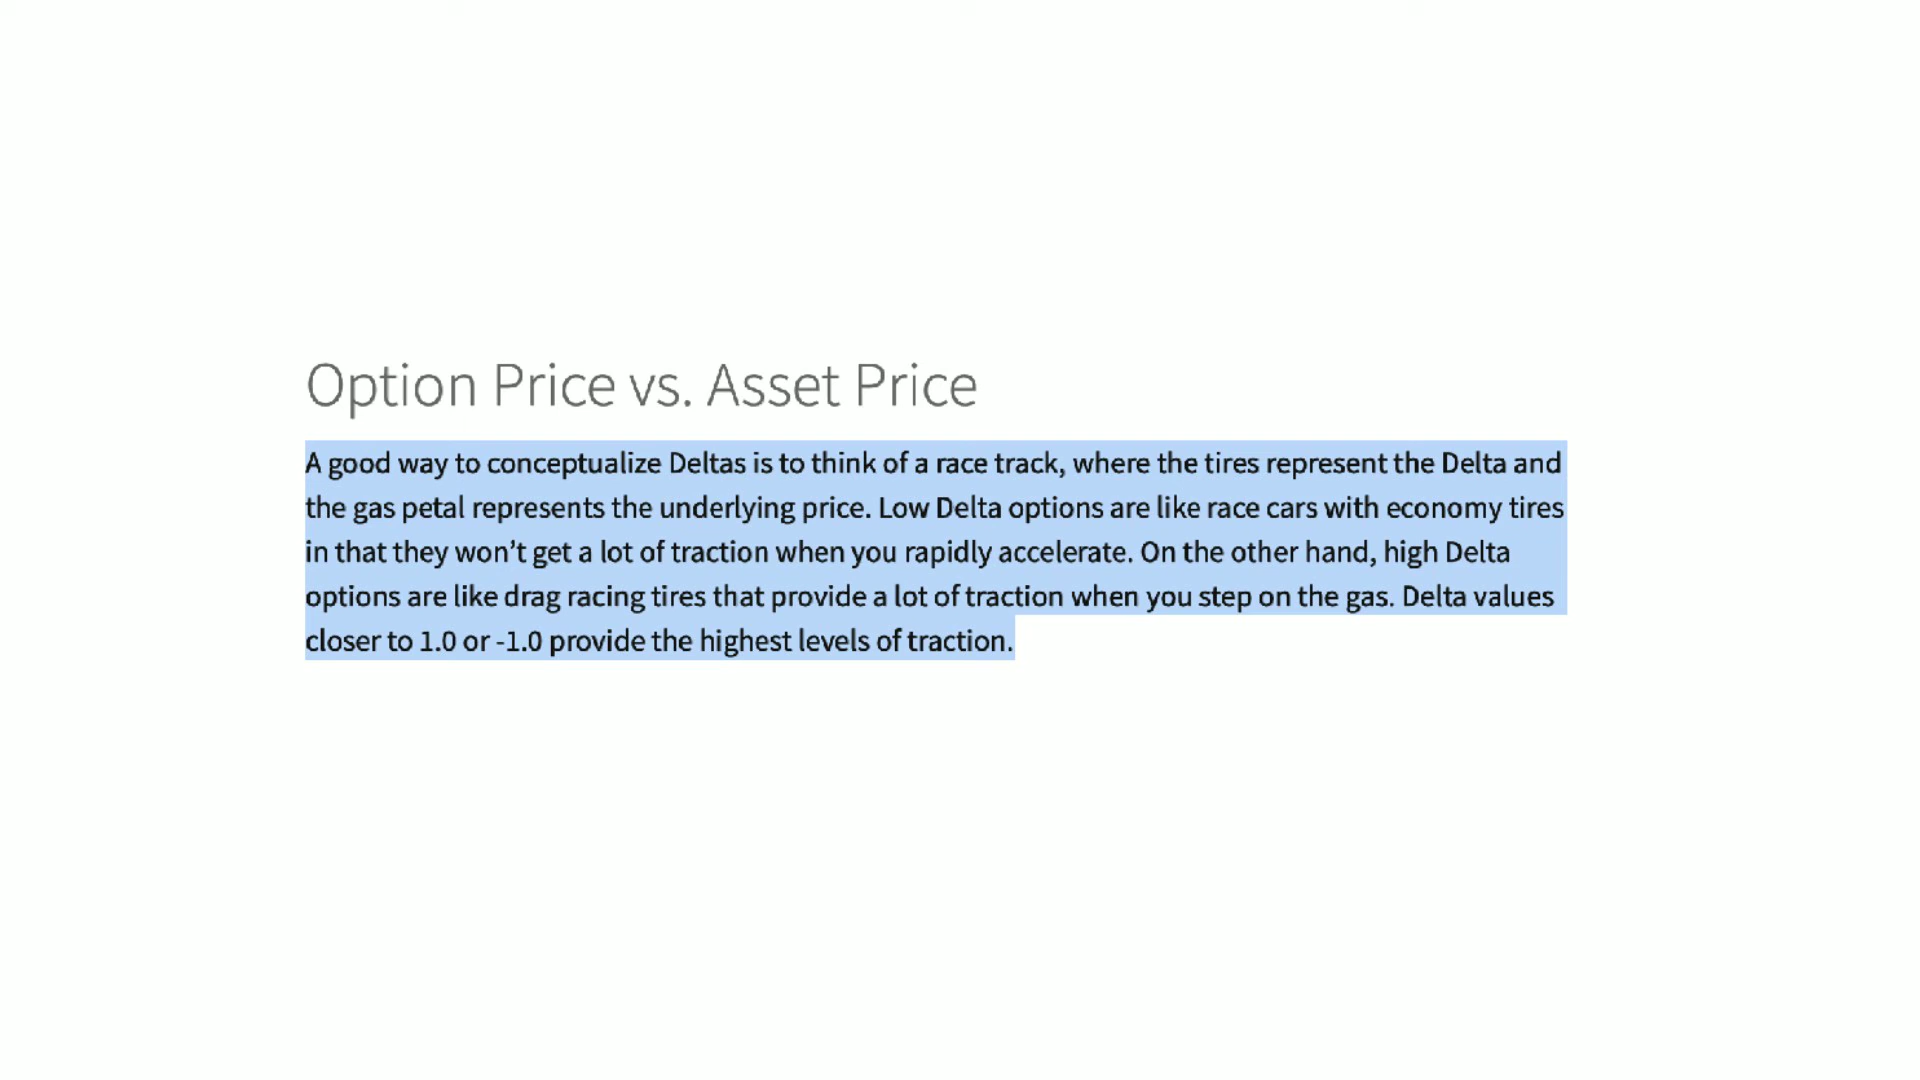 Option Price vs. Asset Price
A good way to conceptualize Deltas is to think of a race track, where the tires represent the Delta and
the gas petal represents the underlying price. Low Delta options are like race cars with economy tires
in that they won’t get a lot of traction when you rapidly accelerate. On the other hand, high Delta
options are like drag racing tires that provide a lot of traction when you step on the gas. Delta values
closer to 1.0 or -1.0 provide the highest levels of traction.